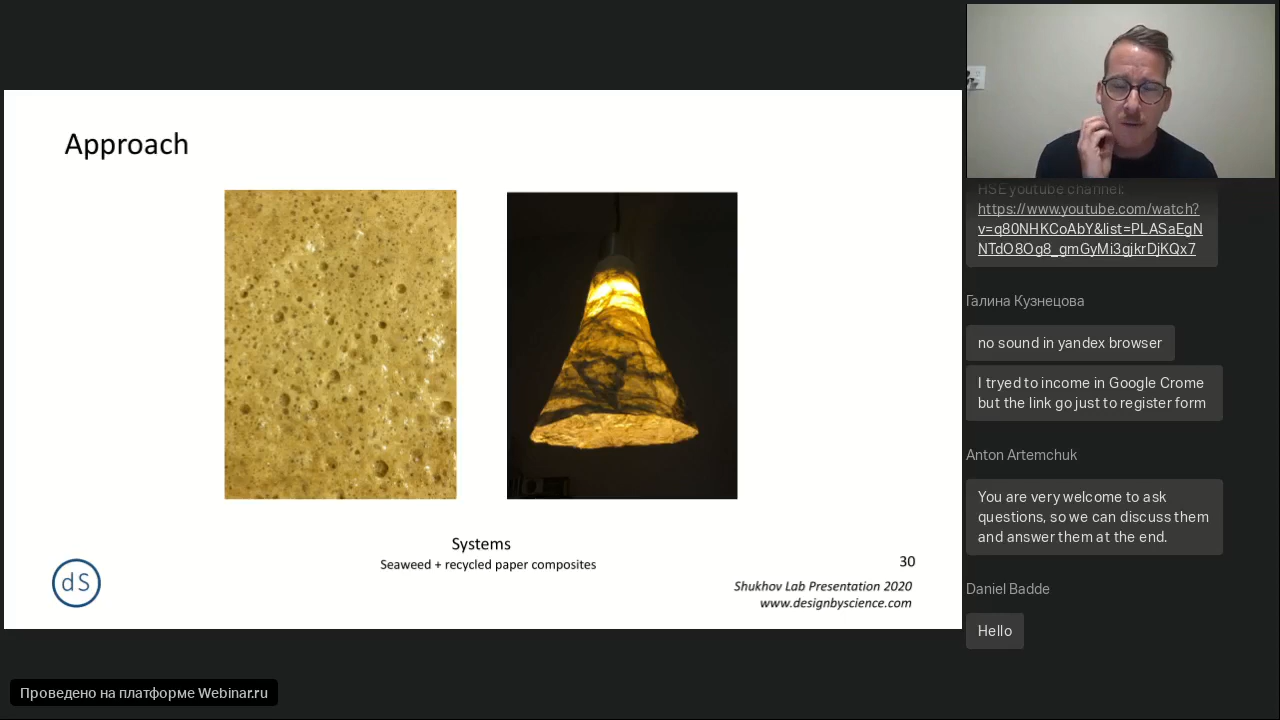 Approach
Systems
Seaweed + recycled paper composites
30
Shukhov Lab Presentation 2020
www.designbyscience.com
dS
Проведено на платформе Webinar.ru
HSE youtube channel:
https://www.youtube.com/watch?
v=q80NHKCoAbY&list=PLASaEgN
NTdO8Og8_gmGyMi3gjkrDjKQx7
Галина Кузнецова
no sound in yandex browser
I tryed to income in Google Crome
but the link go just to register form
Anton Artemchuk
You are very welcome to ask
questions, so we can discuss them
and answer them at the end.
Daniel Badde
Hello